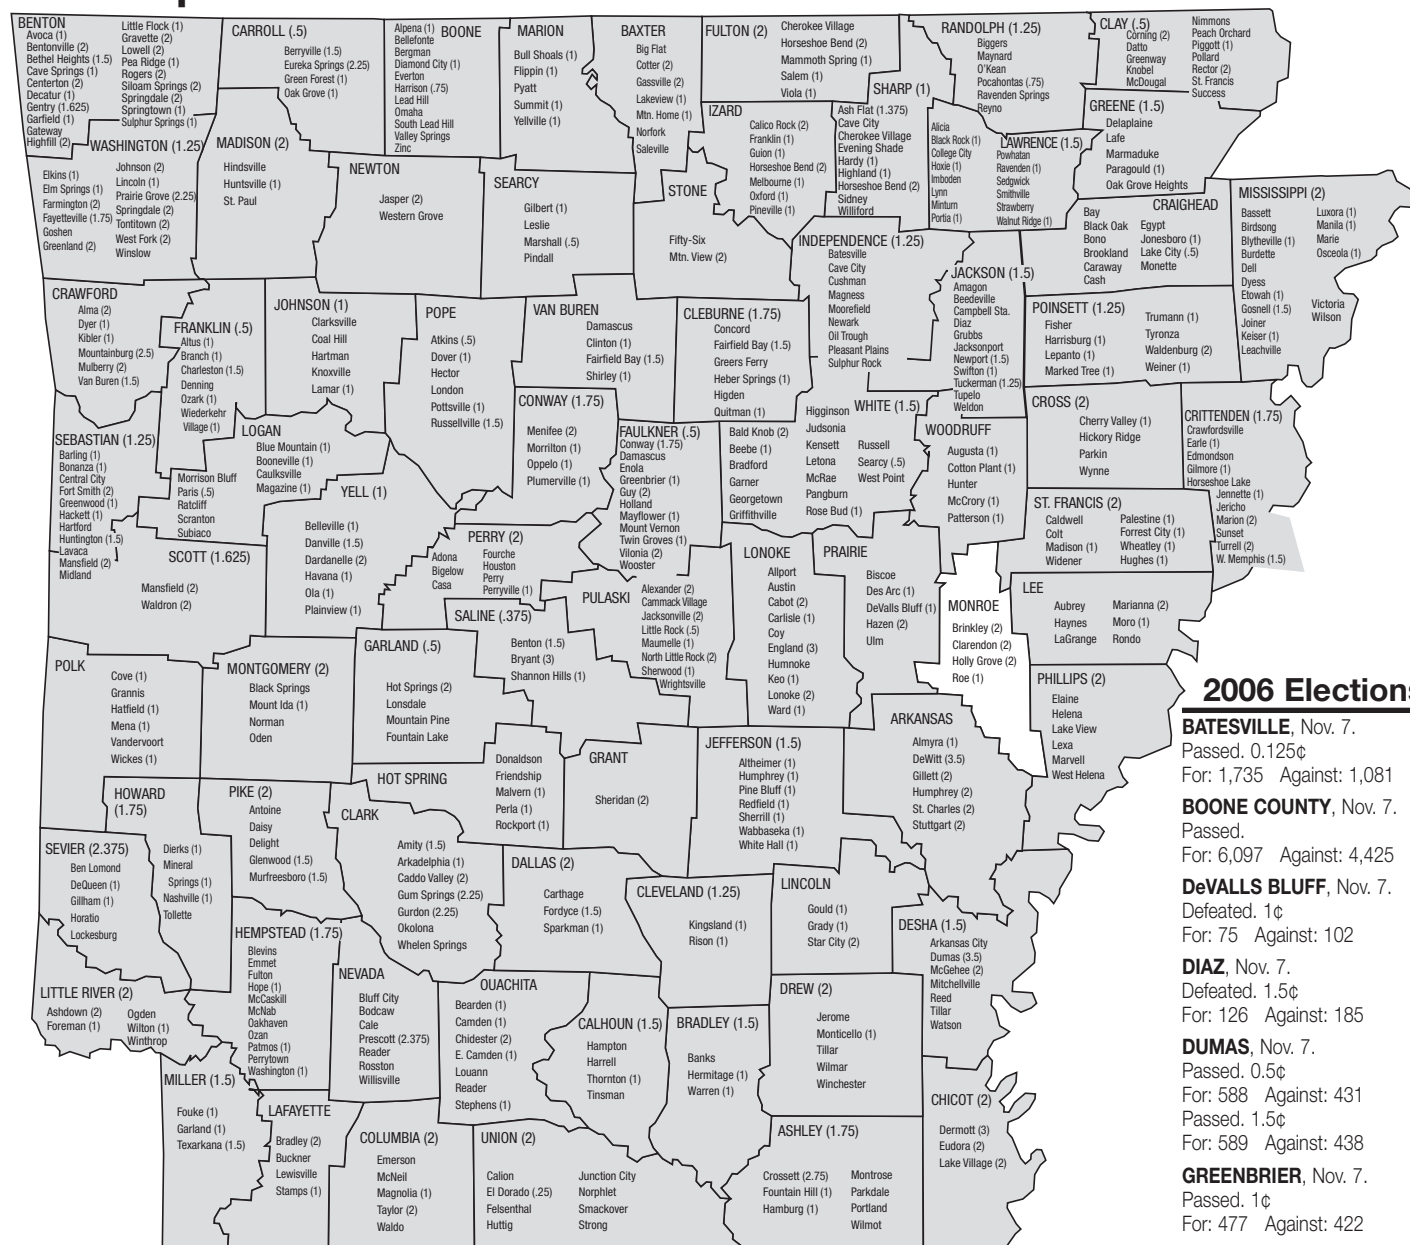 BENTON
Avoca (1)
Bentonville (2)
Bethel Heights (1.5)
Cave Springs (1)
Centerton (2)
Decatur (1)
Gentry (1.625)
Garfield (1)
Gateway
Highfill (2)
Little Flock (1)
Gravette (2)
Lowell (2)
Pea Ridge (1)
Rogers (2)
Siloam Springs (2)
Springdale (2)
Springtown (1)
Sulphur Springs (1)
CARROLL (.5)
Berryville (1.5)
Eureka Springs (2.25)
Green Forest (1)
Oak Grove (1)
BOONE
Alpena (1)
Bellefonte
Bergman
Diamond City (1)
Everton
Harrison (.75)
Lead Hill
Omaha
South Lead Hill
Valley Springs
Zinc
MARION
Bull Shoals (1)
Flippin (1)
Pyatt
Summit (1)
Yellville (1)
BAXTER
Big Flat
Cotter (2)
Gassville (2)
Lakeview (1)
Mtn. Home (1)
Norfork
Saleville
FULTON (2)
Cherokee Village
Horseshoe Bend (2)
Mammoth Spring (1)
Salem (1)
Viola (1)
SHARP (1)
Ash Flat (1.375)
Cave City
Cherokee Village
Evening Shade
Hardy (1)
Highland (1)
Horseshoe Bend (2)
Sidney
Williford
RANDOLPH (1.25)
Biggers
Maynard
O'Kean
Pocahontas (.75)
Ravenden Springs
Reyno
CLAY (.5)
Corning (2)
Datto
Greenway
Knobel
McDougal
Nimmons
Peach Orchard
Piggott (1)
Pollard
Rector (2)
St. Francis
Success
GREENE (1.5)
Delaplaine
Lafe
Marmaduke
Paragould (1)
Oak Grove Heights
WASHINGTON (1.25)
Elkins (1)
Elm Springs (1)
Farmington (2)
Fayetteville (1.75)
Goshen
Greenland (2)
Johnson (2)
Lincoln (1)
Prairie Grove (2.25)
Springdale (2)
Tontitown (2)
West Fork (2)
Winslow
MADISON (2)
Hindsville
Huntsville (1)
St. Paul
NEWTON
Jasper (2)
Western Grove
SEARCY
Gilbert (1)
Leslie
Marshall (.5)
Pindall
STONE
Fifty-Six
Mtn. View (2)
IZARD
Calico Rock (2)
Franklin (1)
Guion (1)
Horseshoe Bend (2)
Melbourne (1)
Oxford (1)
Pineville (1)
LAWRENCE (1.5)
Alicia
Black Rock (1)
College City
Hoxie (1)
Imboden
Lynn
Minturn
Portia (1)
Powhatan
Ravenden (1)
Sedgwick
Smithville
Strawberry
Walnut Ridge (1)
CRAIGHEAD
Bay
Black Oak
Bono
Brookland
Caraway
Cash
Egypt
Jonesboro (1)
Lake City (.5)
Monette
MISSISSIPPI (2)
Bassett
Birdsong
Blytheville (1)
Burdette
Dell
Dyess
Etowah (1)
Gosnell (1.5)
Joiner
Keiser (1)
Leachville
Luxora (1)
Manila (1)
Marie
Osceola (1)
Victoria
Wilson
CRAWFORD
Alma (2)
Dyer (1)
Kibler (1)
Mountainburg (2.5)
Mulberry (2)
Van Buren (1.5)
FRANKLIN (.5)
Altus (1)
Branch (1)
Charleston (1.5)
Denning
Ozark (1)
Wiederkehr
Village (1)
JOHNSON (1)
Clarksville
Coal Hill
Hartman
Knoxville
Lamar (1)
POPE
Atkins (.5)
Dover (1)
Hector
London
Pottsville (1)
Russellville (1.5)
VAN BUREN
Damascus
Clinton (1)
Fairfield Bay (1.5)
Shirley (1)
CLEBURNE (1.75)
Concord
Fairfield Bay (1.5)
Greers Ferry
Heber Springs (1)
Higden
Quitman (1)
INDEPENDENCE (1.25)
Batesville
Cave City
Cushman
Magness
Moorefield
Newark
Oil Trough
Pleasant Plains
Sulphur Rock
JACKSON (1.5)
Amagon
Beedeville
Campbell Sta.
Diaz
Grubbs
Jacksonport
Newport (1.5)
Swifton (1)
Tuckerman (1.25)
Tupelo
Weldon
POINSETT (1.25)
Fisher
Harrisburg (1)
Lepanto (1)
Marked Tree (1)
Trumann (1)
Tyronza
Waldenburg (2)
Weiner (1)
CONWAY (1.75)
Menifee (2)
Morrilton (1)
Oppelo (1)
Plumerville (1)
FAULKNER (.5)
Conway (1.75)
Damascus
Enola
Greenbrier (1)
Guy (2)
Holland
Mayflower (1)
Mount Vernon
Twin Groves (1)
Vilonia (2)
Wooster
WHITE (1.5)
Bald Knob (2)
Beebe (1)
Bradford
Garner
Georgetown
Griffithville
Higginson
Judsonia
Kensett
Letona
McRae
Pangburn
Rose Bud (1)
Russell
Searcy (.5)
West Point
WOODRUFF
Augusta (1)
Cotton Plant (1)
Hunter
McCrory (1)
Patterson (1)
CROSS (2)
Cherry Valley (1)
Hickory Ridge
Parkin
Wynne
CRITTENDEN (1.75)
Crawfordsville
Earle (1)
Edmondson
Gilmore (1)
Horseshoe Lake
Jennette (1)
Jericho
Marion (2)
Sunset
Turrell (2)
W. Memphis (1.5)
SEBASTIAN (1.25)
Barling (1)
Bonanza (1)
Central City
Fort Smith (2)
Greenwood (1)
Hackett (1)
Hartford
Huntington (1.5)
Lavaca
Mansfield (2)
Midland
LOGAN
Blue Mountain (1)
Booneville (1)
Caulksville
Magazine (1)
Morrison Bluff
Paris (.5)
Ratcliff
Scranton
Subiaco
YELL (1)
Belleville (1)
Danville (1.5)
Dardanelle (2)
Havana (1)
Ola (1)
Plainview (1)
SCOTT (1.625)
Mansfield (2)
Waldron (2)
PERRY (2)
Adona
Bigelow
Casa
Fourche
Houston
Perry
Perryville (1)
PULASKI
Alexander (2)
Cammack Village
Jacksonville (2)
Little Rock (.5)
Maumelle (1)
North Little Rock (2)
Sherwood (1)
Wrightsville
LONOKE
Allport
Austin
Cabot (2)
Carlisle (1)
Coy
England (3)
Humnoke
Keo (1)
Lonoke (2)
Ward (1)
PRAIRIE
Biscoe
Des Arc (1)
DeValls Bluff (1)
Hazen (2)
Ulm
MONROE
Brinkley (2)
Clarendon (2)
Holly Grove (2)
Roe (1)
ST. FRANCIS (2)
Caldwell
Colt
Madison (1)
Widener
Palestine (1)
Forrest City (1)
Wheatley (1)
Hughes (1)
LEE
Aubrey
Haynes
LaGrange
Marianna (2)
Moro (1)
Rondo
PHILLIPS (2)
Elaine
Helena
Lake View
Lexa
Marvell
West Helena
POLK
Cove (1)
Grannis
Hatfield (1)
Mena (1)
Vandervoort
Wickes (1)
MONTGOMERY (2)
Black Springs
Mount Ida (1)
Norman
Oden
GARLAND (.5)
Hot Springs (2)
Lonsdale
Mountain Pine
Fountain Lake
SALINE (.375)
Benton (1.5)
Bryant (3)
Shannon Hills (1)
HOT SPRING
Donaldson
Friendship
Malvern (1)
Perla (1)
Rockport (1)
GRANT
Sheridan (2)
JEFFERSON (1.5)
Altheimer (1)
Humphrey (1)
Pine Bluff (1)
Redfield (1)
Sherrill (1)
Wabbaseka (1)
White Hall (1)
ARKANSAS
Almyra (1)
DeWitt (3.5)
Gillett (2)
Humphrey (2)
St. Charles (2)
Stuttgart (2)
HOWARD
(1.75)
Dierks (1)
Mineral
Springs (1)
Nashville (1)
Tollette
PIKE (2)
Antoine
Daisy
Delight
Glenwood (1.5)
Murfreesboro (1.5)
CLARK
Amity (1.5)
Arkadelphia (1)
Caddo Valley (2)
Gum Springs (2.25)
Gurdon (2.25)
Okolona
Whelen Springs
DALLAS (2)
Carthage
Fordyce (1.5)
Sparkman (1)
CLEVELAND (1.25)
Kingsland (1)
Rison (1)
LINCOLN
Gould (1)
Grady (1)
Star City (2)
DESHA (1.5)
Arkansas City
Dumas (3.5)
McGehee (2)
Mitchellville
Reed
Tillar
Watson
SEVIER (2.375)
Ben Lomond
DeQueen (1)
Gillham (1)
Horatio
Lockesburg
LITTLE RIVER (2)
Ashdown (2)
Foreman (1)
Ogden
Wilton (1)
Winthrop
HEMPSTEAD (1.75)
Blevins
Emmet
Fulton
Hope (1)
McCaskill
McNab
Oakhaven
Ozan
Patmos (1)
Perrytown
Washington (1)
NEVADA
Bluff City
Bodcaw
Cale
Prescott (2.375)
Reader
Rosston
Willisville
OUACHITA
Bearden (1)
Camden (1)
Chidester (2)
E. Camden (1)
Louann
Reader
Stephens (1)
CALHOUN (1.5)
Hampton
Harrell
Thornton (1)
Tinsman
BRADLEY (1.5)
Banks
Hermitage (1)
Warren (1)
DREW (2)
Jerome
Monticello (1)
Tillar
Wilmar
Winchester
MILLER (1.5)
Fouke (1)
Garland (1)
Texarkana (1.5)
LAFAYETTE
Bradley (2)
Buckner
Lewisville
Stamps (1)
COLUMBIA (2)
Emerson
McNeil
Magnolia (1)
Taylor (2)
Waldo
UNION (2)
Calion
El Dorado (.25)
Felsenthal
Huttig
Junction City
Norphlet
Smackover
Strong
ASHLEY (1.75)
Crossett (2.75)
Fountain Hill (1)
Hamburg (1)
Montrose
Parkdale
Portland
Wilmot
CHICOT (2)
Dermott (3)
Eudora (2)
Lake Village (2)
2006 Elections
BATESVILLE, Nov. 7.
Passed. 0.125¢
For: 1,735 Against: 1,081
BOONE COUNTY, Nov. 7.
Passed.
For: 6,097 Against: 4,425
DeVALLS BLUFF, Nov. 7.
Defeated. 1¢
For: 75 Against: 102
DIAZ, Nov. 7.
Defeated. 1.5¢
For: 126 Against: 185
DUMAS, Nov. 7.
Passed. 0.5¢
For: 588 Against: 431
Passed. 1.5¢
For: 589 Against: 438
GREENBRIER, Nov. 7.
Passed. 1¢
For: 477 Against: 422